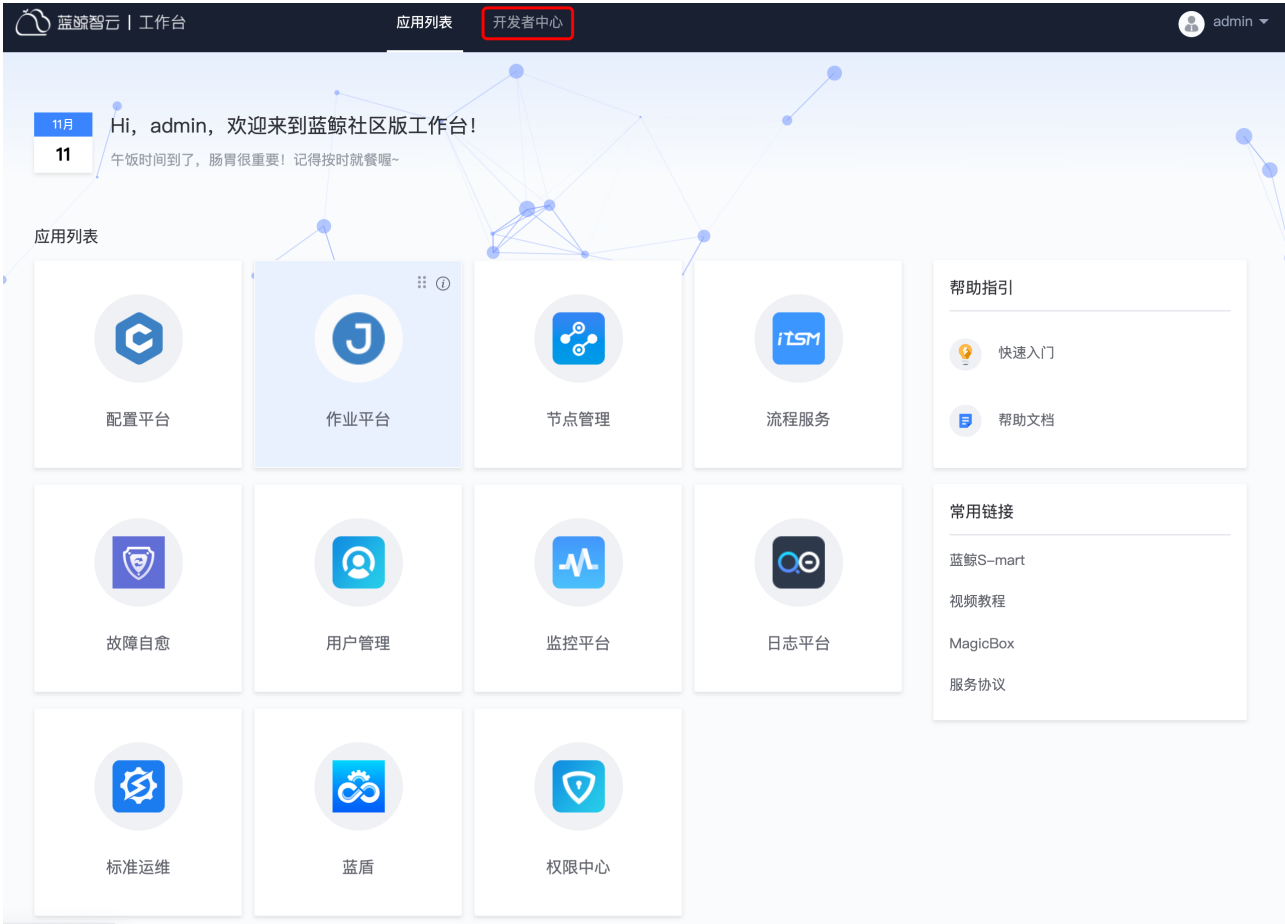 蓝鲸智云 | 工作台
应用列表
开发者中心
admin
11月
11
Hi，admin，欢迎来到蓝鲸社区版工作台！
午饭时间到了，肠胃很重要！记得按时就餐喔~
应用列表
配置平台
作业平台
节点管理
iTSM
流程服务
故障自愈
用户管理
监控平台
日志平台
标准运维
蓝盾
权限中心
帮助指引
快速入门
帮助文档
常用链接
蓝鲸S-mart
视频教程
MagicBox
服务协议